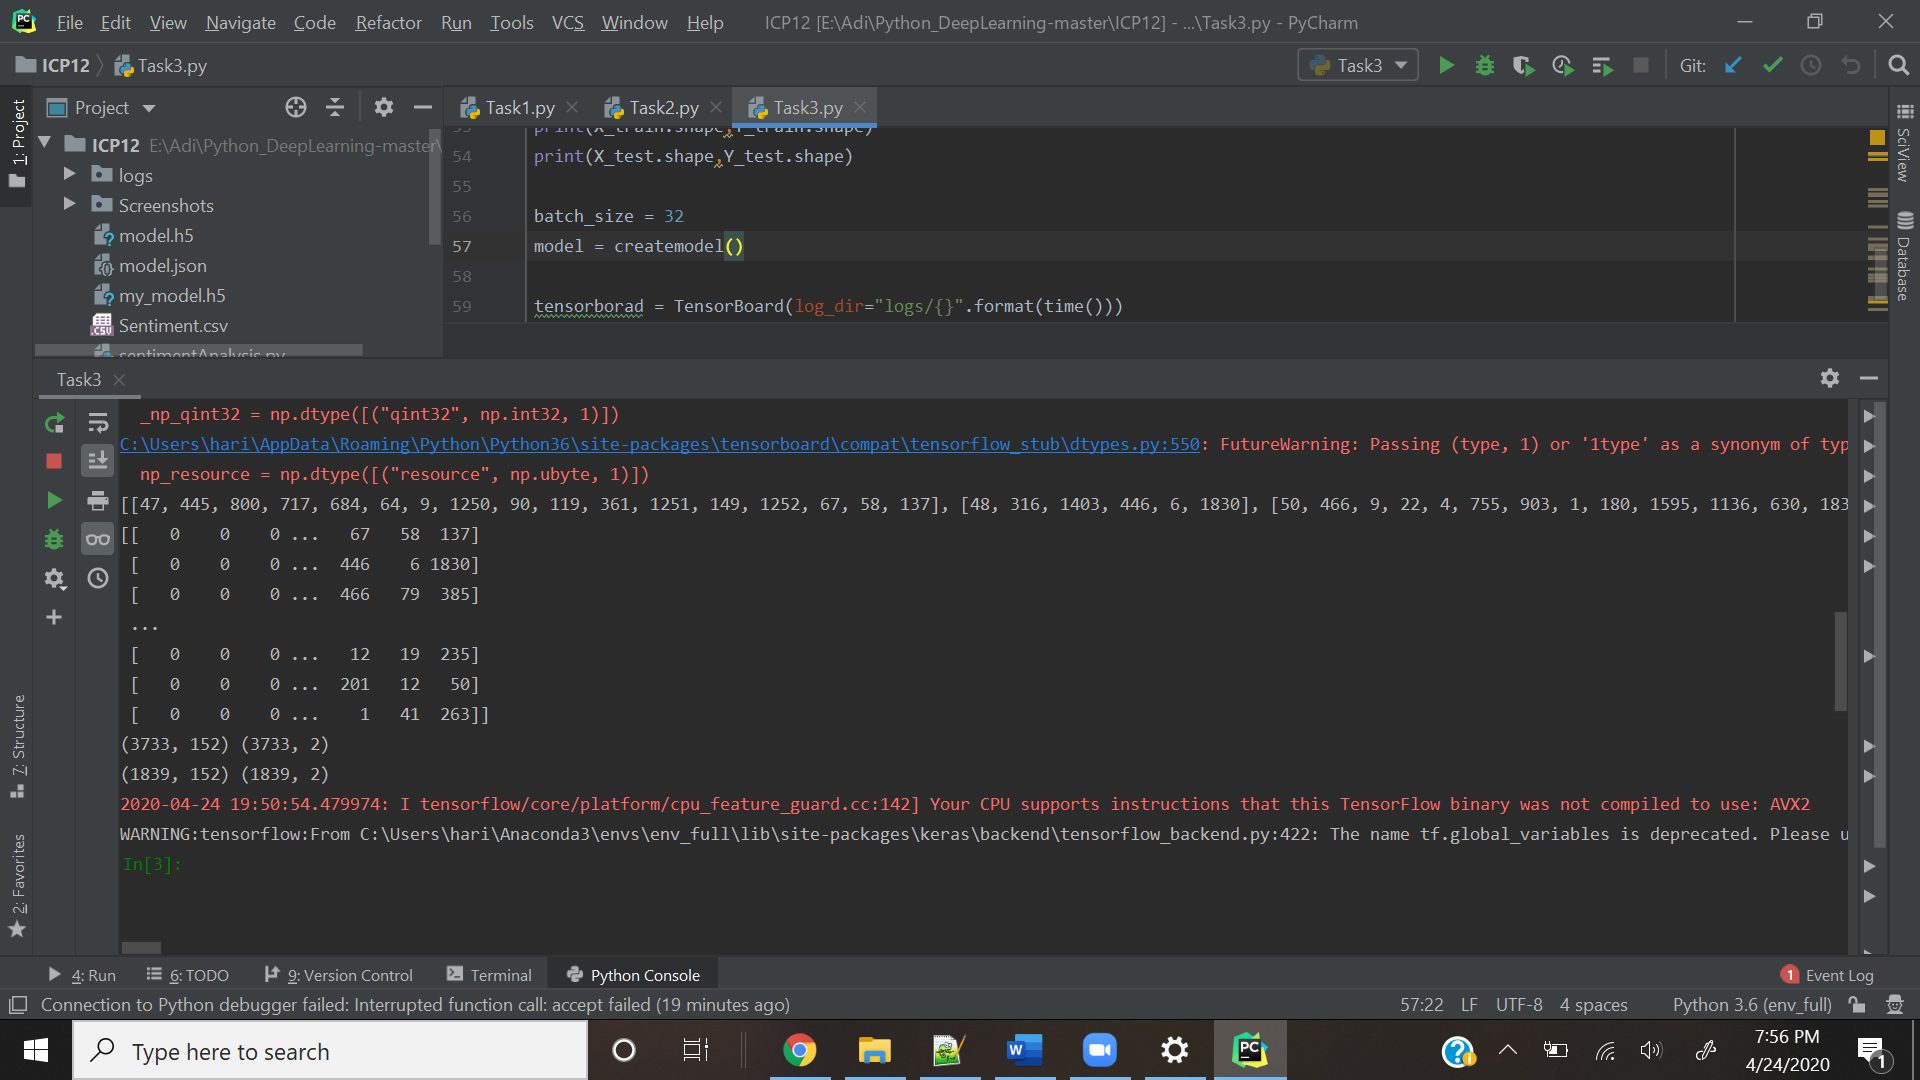 File Edit View Navigate Code Refactor Run Tools VCS Window Help ICP12 [E:\Adi\Python_DeepLearning-master\ICP12] - ...\Task3.py - PyCharm
ICP12 Task3.py Task3 Git:
Project Task1.py Task2.py Task3.py
1: Project
ICP12 E:\Adi\Python_DeepLearning-master\
logs
Screenshots
model.h5
model.json
my_model.h5
Sentiment.csv
sentimentAnalysis.py
53 print(X_train.shape,Y_train.shape)
54 print(X_test.shape,Y_test.shape)
55
56 batch_size = 32
57 model = createmodel()
58
59 tensorborad = TensorBoard(log_dir="logs/{}".format(time()))
SciView
Database
Task3
_np_qint32 = np.dtype([("qint32", np.int32, 1)])
C:\Users\hari\AppData\Roaming\Python\Python36\site-packages\tensorboard\compat\tensorflow_stub\dtypes.py:550: FutureWarning: Passing (type, 1) or '1type' as a synonym of typ
np_resource = np.dtype([("resource", np.ubyte, 1)])
[[47, 445, 800, 717, 684, 64, 9, 1250, 90, 119, 361, 1251, 149, 1252, 67, 58, 137], [48, 316, 1403, 446, 6, 1830], [50, 466, 9, 22, 4, 755, 903, 1, 180, 1595, 1136, 630, 183
[[ 0 0 0 ... 67 58 137]
[ 0 0 0 ... 446 6 1830]
[ 0 0 0 ... 466 79 385]
...
[ 0 0 0 ... 12 19 235]
[ 0 0 0 ... 201 12 50]
[ 0 0 0 ... 1 41 263]]
(3733, 152) (3733, 2)
(1839, 152) (1839, 2)
2020-04-24 19:50:54.479974: I tensorflow/core/platform/cpu_feature_guard.cc:142] Your CPU supports instructions that this TensorFlow binary was not compiled to use: AVX2
WARNING:tensorflow:From C:\Users\hari\Anaconda3\envs\env_full\lib\site-packages\keras\backend\tensorflow_backend.py:422: The name tf.global_variables is deprecated. Please u
In[3]:
7: Structure
2: Favorites
4: Run 6: TODO 9: Version Control Terminal Python Console 1 Event Log
Connection to Python debugger failed: Interrupted function call: accept failed (19 minutes ago) 57:22 LF UTF-8 4 spaces Python 3.6 (env_full)
Type here to search
7:56 PM
4/24/2020
1